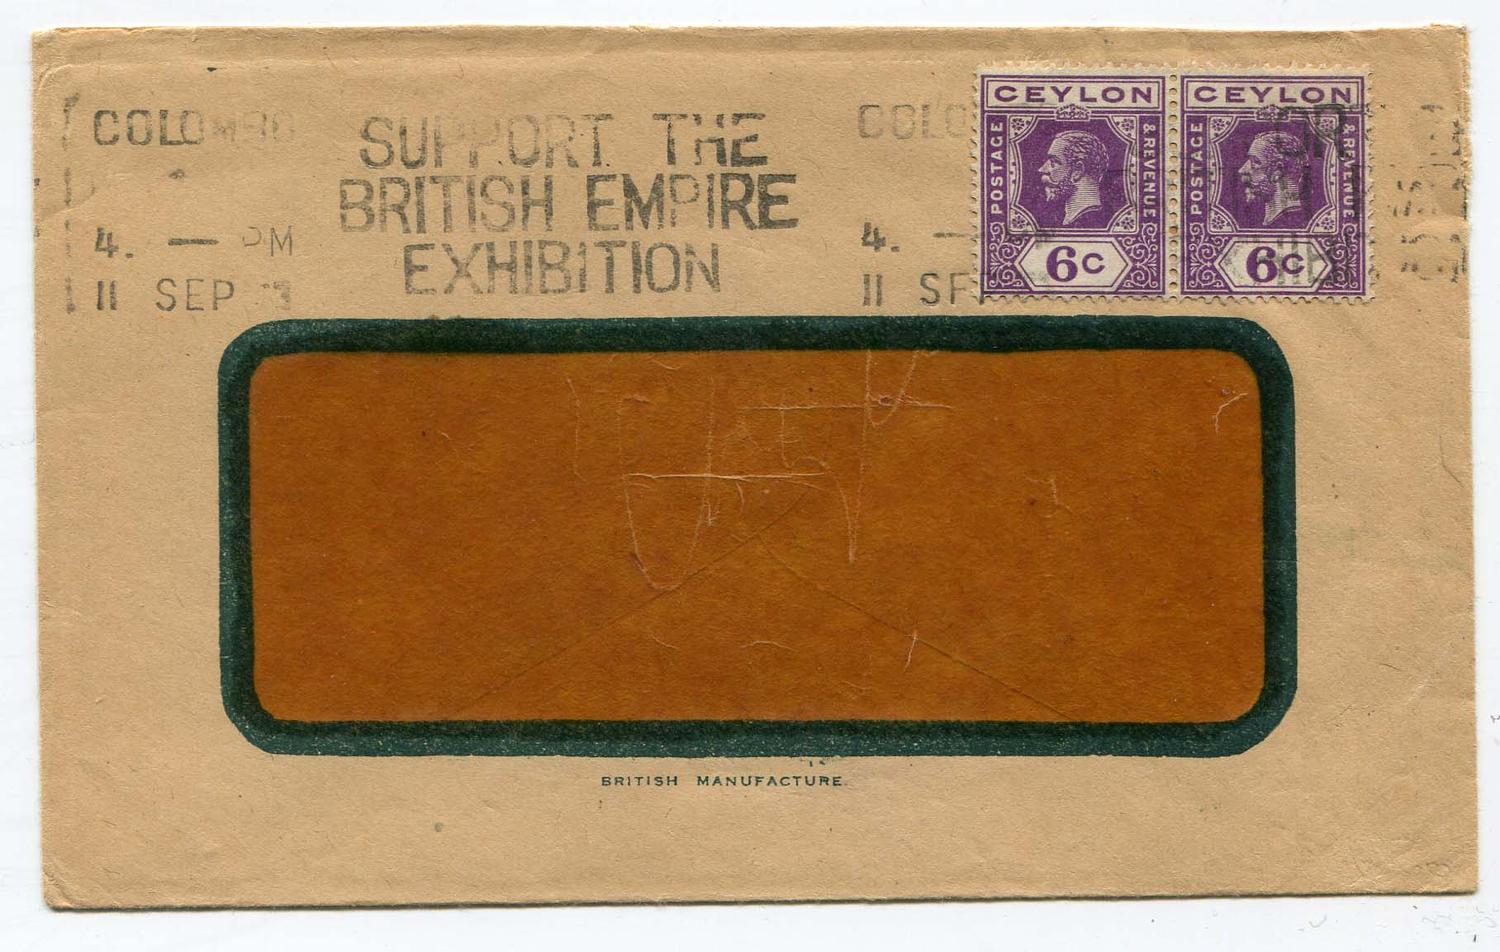 COLOMBO
4. — PM
11 SEP
SUPPORT THE
BRITISH EMPIRE
EXHIBITION
4. —
11
CEYLON
POSTAGE
& REVENUE
6C
CEYLON
POSTAGE
& REVENUE
6C
BRITISH MANUFACTURE.